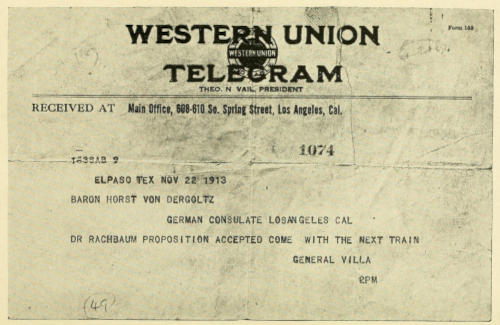 WESTERN UNION
Form 168
WESTERN UNION
TELEGRAM
THEO. N. VAIL, PRESIDENT
RECEIVED AT Main Office, 608-610 So. Spring Street, Los Angeles, Cal.
1074
1638AB 9
ELPASO TEX NOV 22 1913
BARON HORST VON DERGOLTZ
GERMAN CONSULATE LOSANGELES CAL
DR RACHBAUM PROPOSITION ACCEPTED COME WITH THE NEXT TRAIN
GENERAL VILLA
2PM
(49)